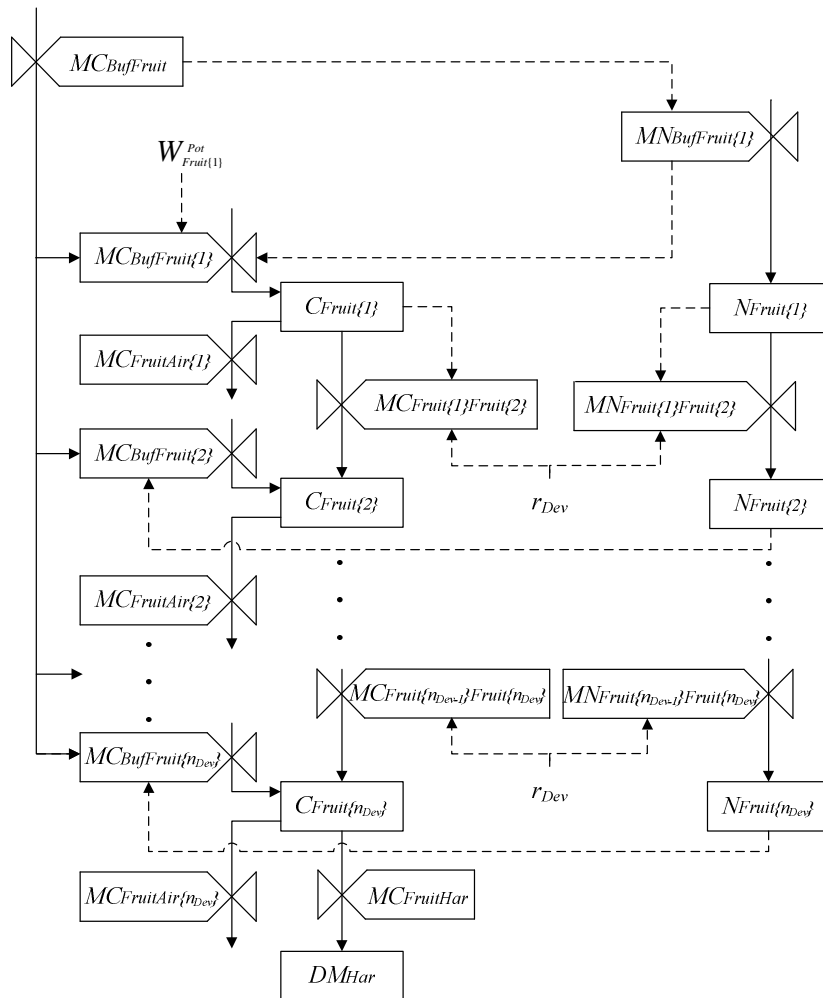 MCBufFruit
MNBufFruit{1}
WPotFruit{1}
MCBufFruit{1}
CFruit{1}
NFruit{1}
MCFruitAir{1}
MCFruit{1}Fruit{2}
MNFruit{1}Fruit{2}
MCBufFruit{2}
CFruit{2}
rDev
NFruit{2}
MCFruitAir{2}
MCFruit{nDev-1}Fruit{nDev}
MNFruit{nDev-1}Fruit{nDev}
MCBufFruit{nDev}
rDev
CFruit{nDev}
NFruit{nDev}
MCFruitAir{nDev}
MCFruitHar
DMHar